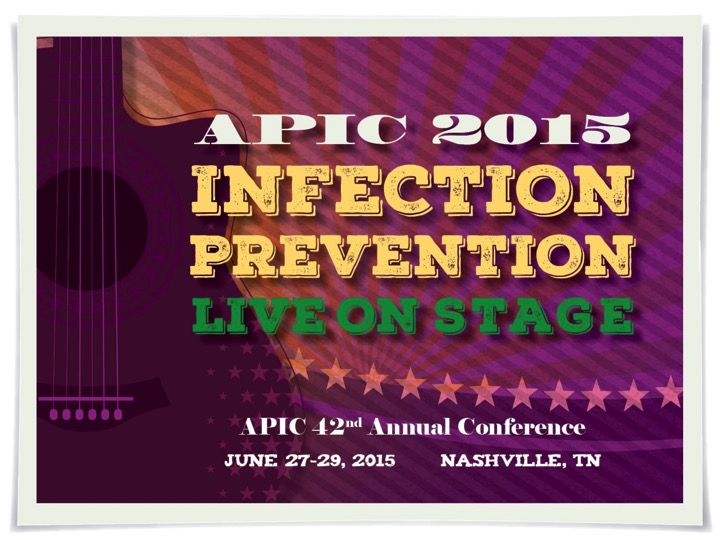 APIC 2015
INFECTION
PREVENTION
LIVE ON STAGE
APIC 42nd Annual Conference
JUNE 27-29, 2015 NASHVILLE, TN